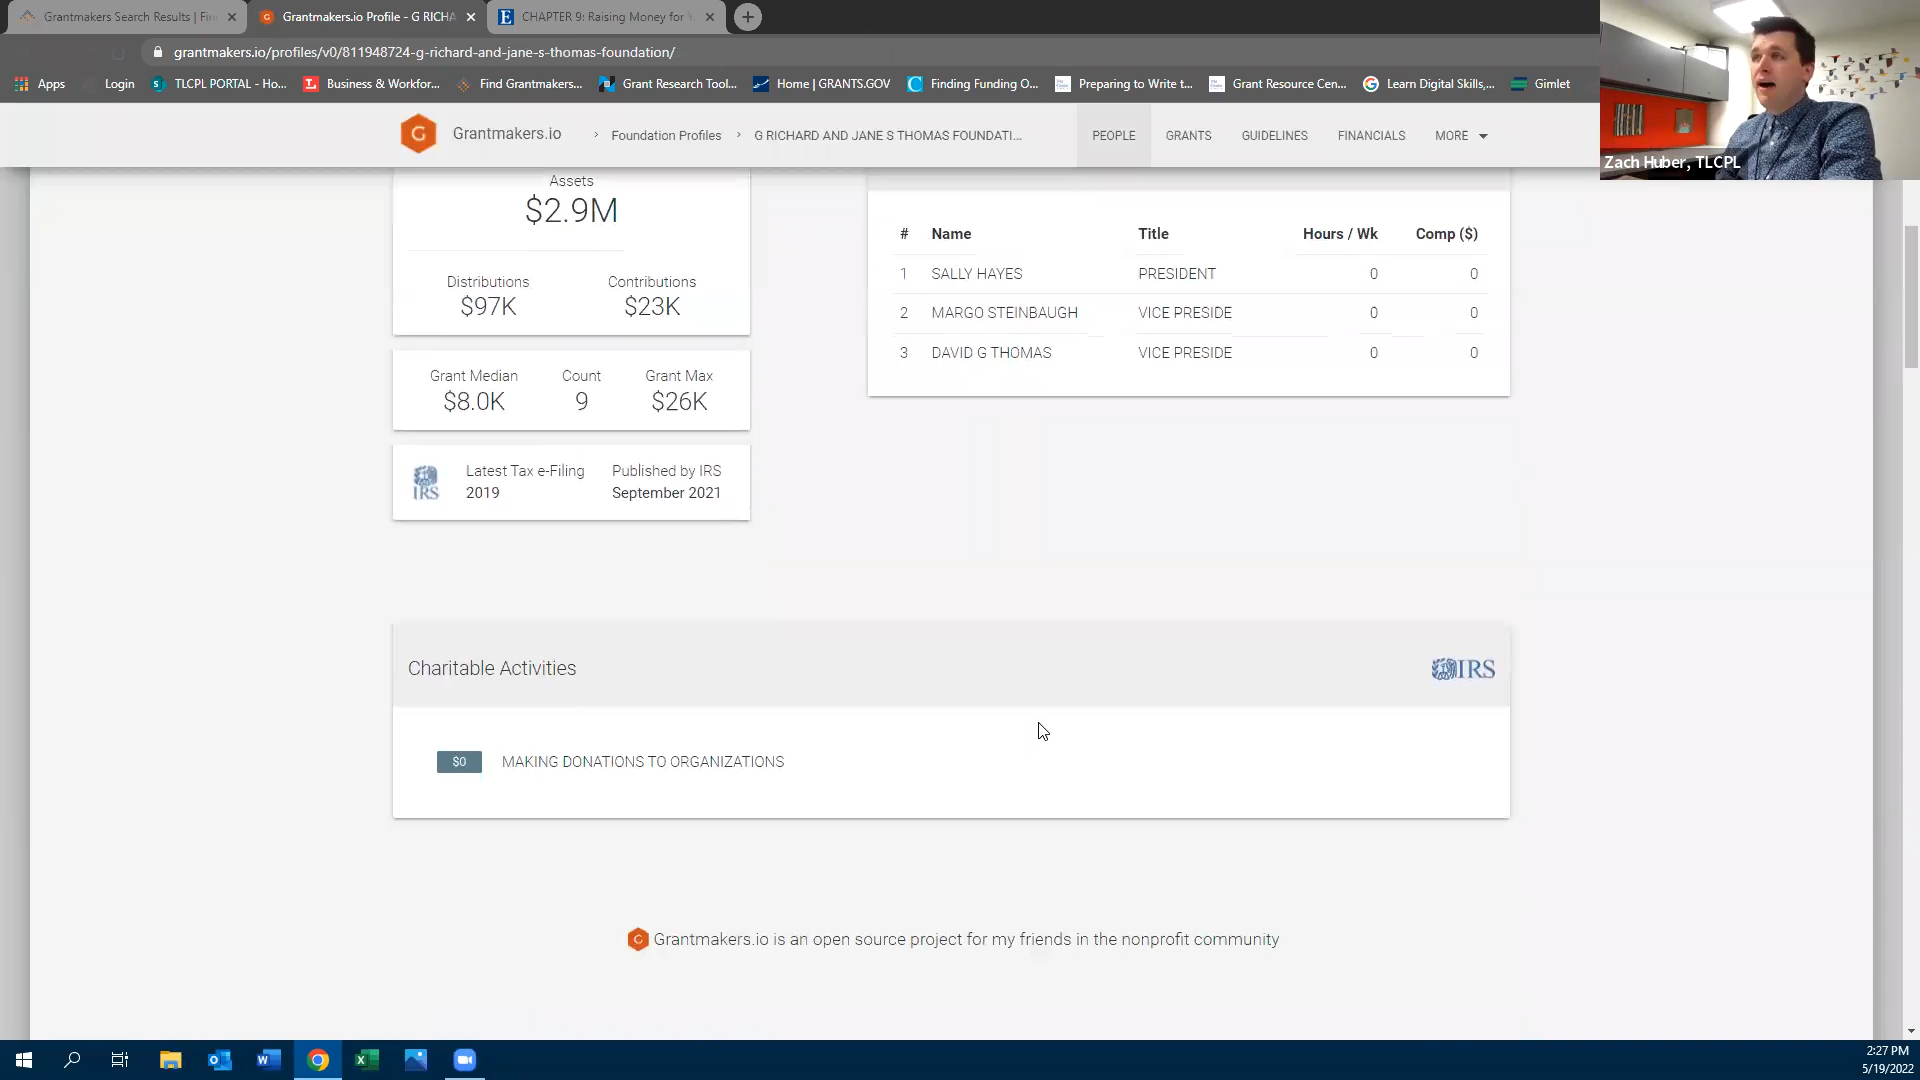 Grantmakers Search Results | Fin
Grantmakers.io Profile - G RICHA
CHAPTER 9: Raising Money for Y
grantmakers.io/profiles/v0/811948724-g-richard-and-jane-s-thomas-foundation/
Apps
Login
TLCPL PORTAL - Ho...
Business & Workfor...
Find Grantmakers...
Grant Research Tool...
Home | GRANTS.GOV
Finding Funding O...
Preparing to Write t...
Grant Resource Cen...
Learn Digital Skills,...
Gimlet
Zach Huber, TLCPL
Grantmakers.io
Foundation Profiles
G RICHARD AND JANE S THOMAS FOUNDATI...
PEOPLE
GRANTS
GUIDELINES
FINANCIALS
MORE
Assets
$2.9M
Distributions Contributions
$97K $23K
Grant Median Count Grant Max
$8.0K 9 $26K
IRS
Latest Tax e-Filing Published by IRS
2019 September 2021
# Name Title Hours / Wk Comp ($)
1 SALLY HAYES PRESIDENT 0 0
2 MARGO STEINBAUGH VICE PRESIDE 0 0
3 DAVID G THOMAS VICE PRESIDE 0 0
Charitable Activities
IRS
$0 MAKING DONATIONS TO ORGANIZATIONS
Grantmakers.io is an open source project for my friends in the nonprofit community
2:27 PM
5/19/2022